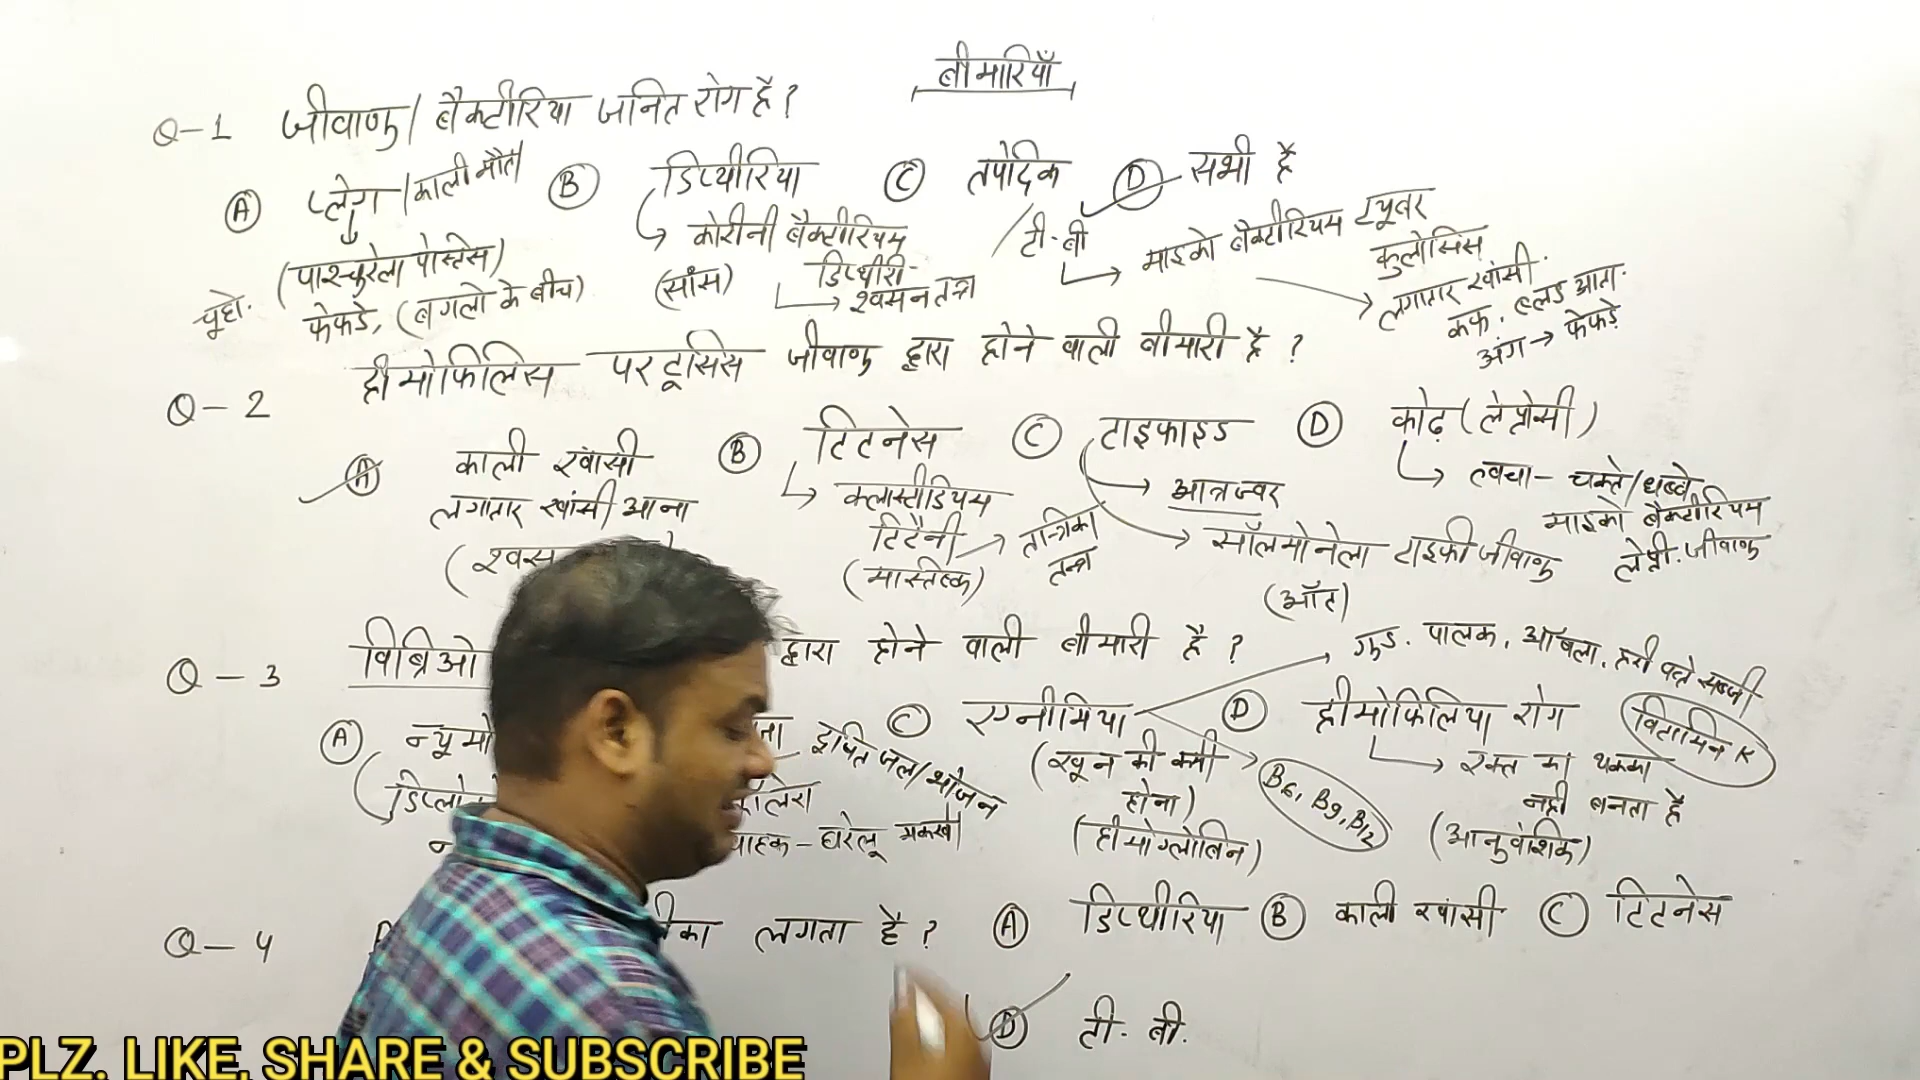 बीमारियाँ
Q-1 जीवाणु/बैक्टीरिया जनित रोग है?
A प्लेग/काली मौत B डिप्थीरिया C तपेदिक D सभी है
(पाश्चुरेला पेस्टिस) कोरीनी बैक्टीरियम टी.बी माइको बैक्टीरियम ट्यूबर
डिप्थीरी कुलोसिस
चूहे. फेफडे, (बगलो के बीच) (साँस) श्वसन तन्त्र लगातार खांसी.
कफ. ब्लड आता.
अंग → फेफड़े
Q-2 हीमोफिलिस परटूसिस जीवाणु द्वारा होने वाली बीमारी है?
A काली खांसी B टिटनेस C टाइफाइड D कोढ़ (लेप्रोसी)
लगातार खांसी आना क्लास्टीडियम आन्त्रज्वर त्वचा- चकते/धब्बे
टिटैनी तान्त्रिका तन्त्र सॉलमोनेला टाइफी जीवाणु माइको बैक्टीरियम
(मास्तिष्क) (आँत) लेप्री. जीवाणु
Q-3 विब्रिओ द्वारा होने वाली बीमारी है?
A न्यूमो C एनीमिया D हीमोफिलिया रोग
गुड. पालक. आँवला. हरी पत्ते सब्जी
विटामिन K
दूषित जल/भोजन (खून की कमी होना) B6, B9, B12 रक्त का थक्का
नही बनता है
वाहक - घरेलू मक्खी (हीमोग्लोबिन) (आनुवंशिक)
Q-4 टीका लगता है? A डिप्थीरिया B काली खांसी C टिटनेस
D टी. बी.
PLZ. LIKE, SHARE & SUBSCRIBE